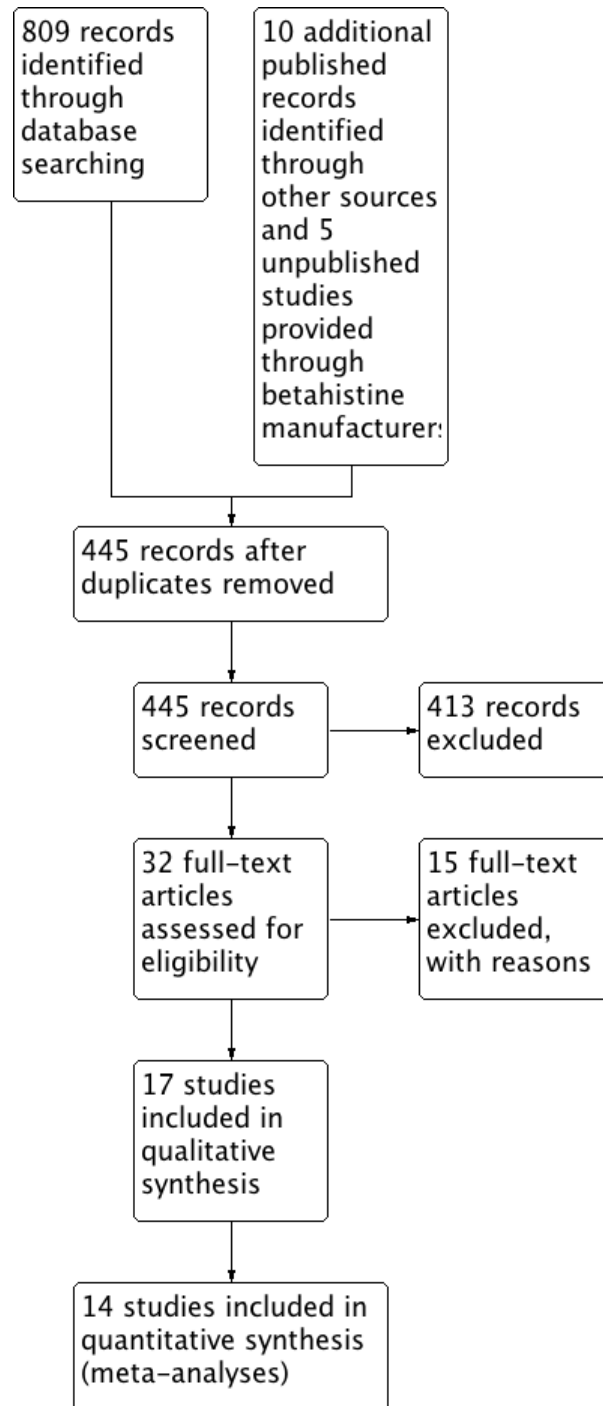 809 records
identified
through
database
searching
10 additional
published
records
identified
through
other sources
and 5
unpublished
studies
provided
through
betahistine
manufacturers
445 records after
duplicates removed
445 records
screened
413 records
excluded
32 full-text
articles
assessed for
eligibility
15 full-text
articles
excluded,
with reasons
17 studies
included in
qualitative
synthesis
14 studies included in
quantitative synthesis
(meta-analyses)